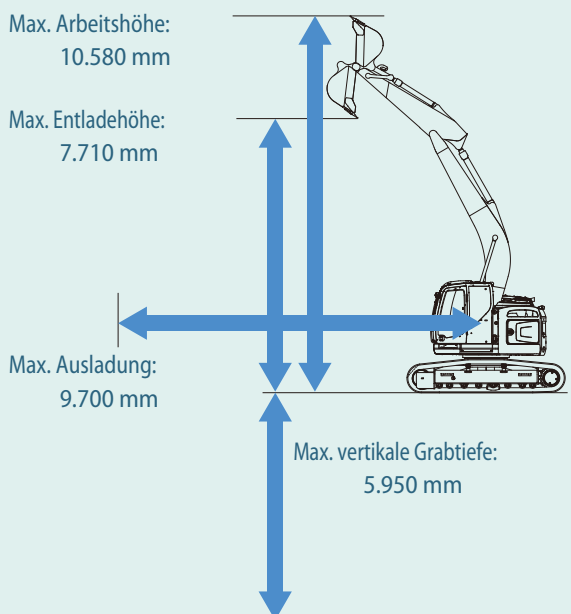 Max. Arbeitshöhe:
10.580 mm
Max. Entladehöhe:
7.710 mm
Max. Ausladung:
9.700 mm
Max. vertikale Grabtiefe:
5.950 mm